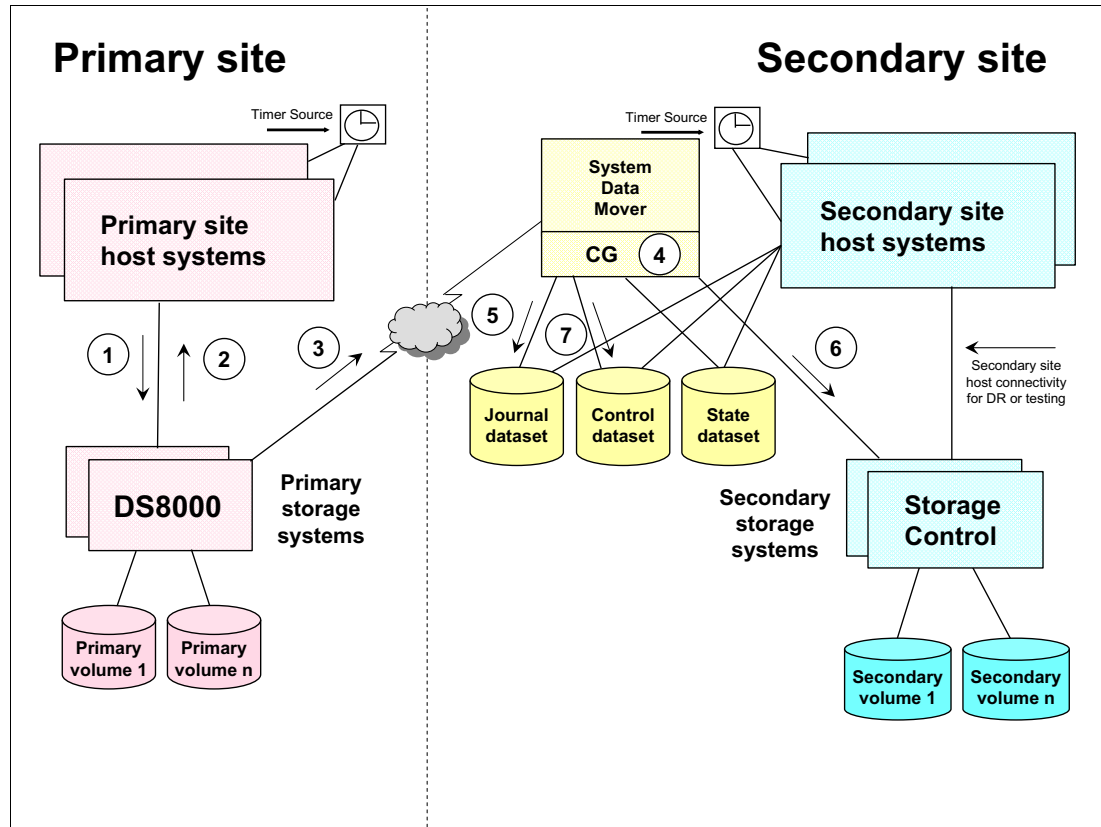 Primary site
Secondary site
Timer Source
Primary site
host systems
1
2
3
DS8000
Primary
storage
systems
Primary
volume 1
Primary
volume n
Timer Source
System
Data
Mover
CG
4
Secondary site
host systems
5
7
6
Journal
dataset
Control
dataset
State
dataset
Secondary site
host connectivity
for DR or testing
Secondary
storage
systems
Storage
Control
Secondary
volume 1
Secondary
volume n